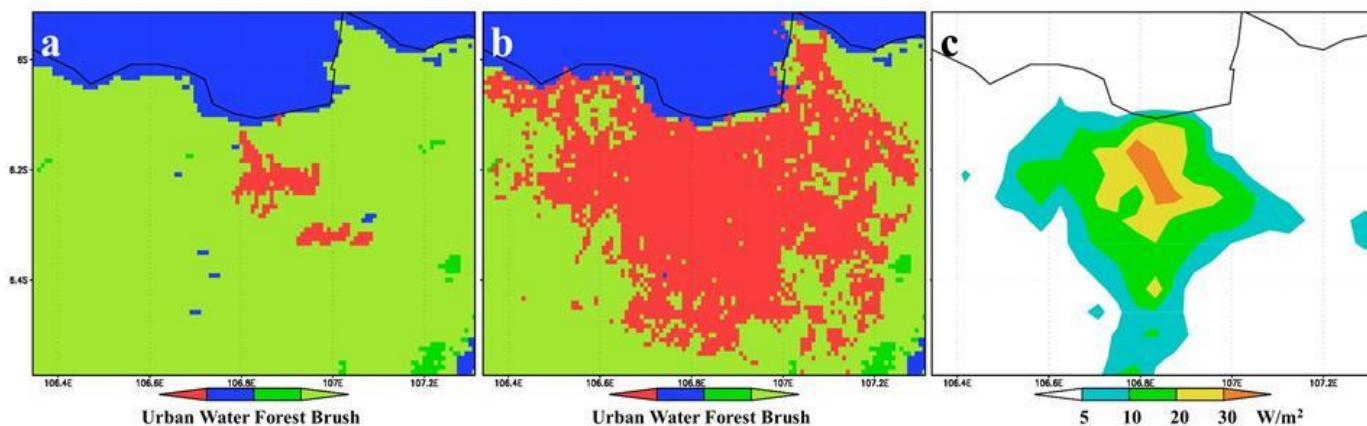 a
b
c
6S
6.2S
6.4S
106.4E 106.6E 106.8E 107E 107.2E
106.4E 106.6E 106.8E 107E 107.2E
106.4E 106.6E 106.8E 107E 107.2E
Urban Water Forest Brush
Urban Water Forest Brush
5 10 20 30 W/m²